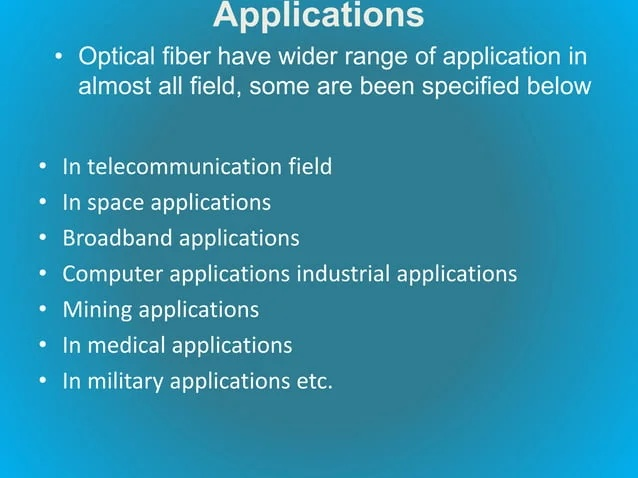 Applications
• Optical fiber have wider range of application in
almost all field, some are been specified below
• In telecommunication field
• In space applications
• Broadband applications
• Computer applications industrial applications
• Mining applications
• In medical applications
• In military applications etc.